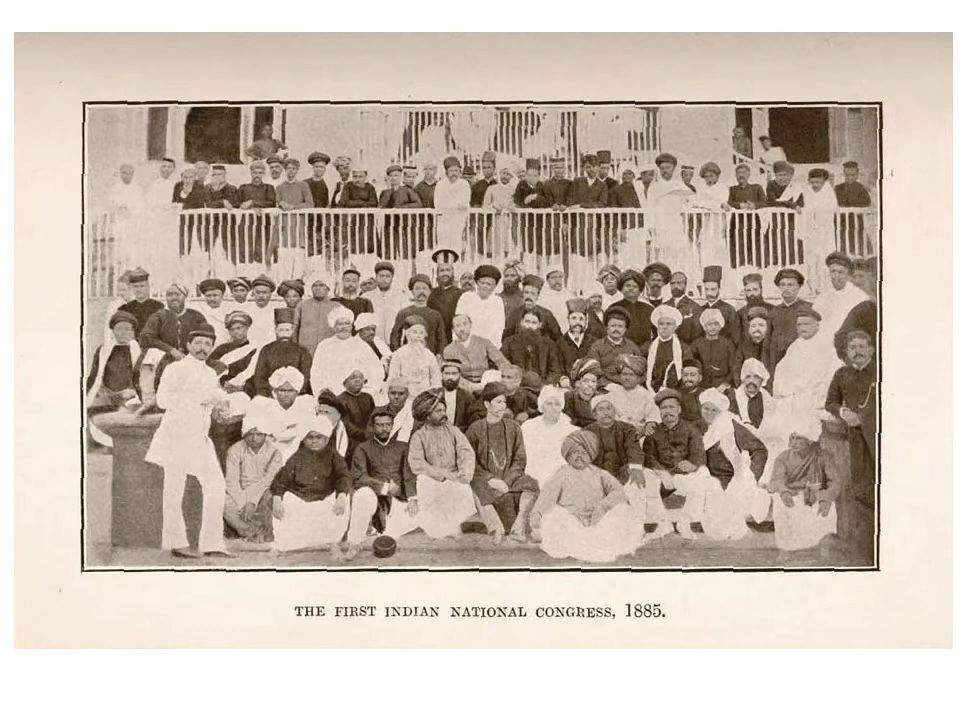 THE FIRST INDIAN NATIONAL CONGRESS, 1885.